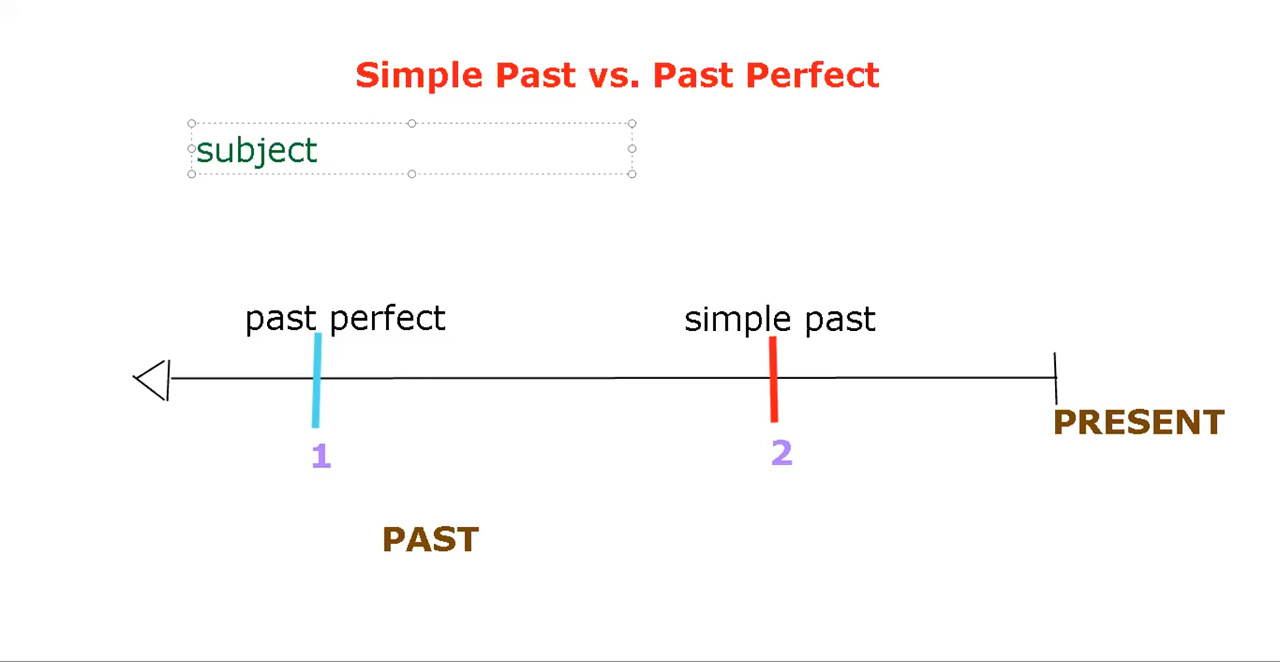 Simple Past vs. Past Perfect
subject
past perfect
simple past
PRESENT
1
2
PAST